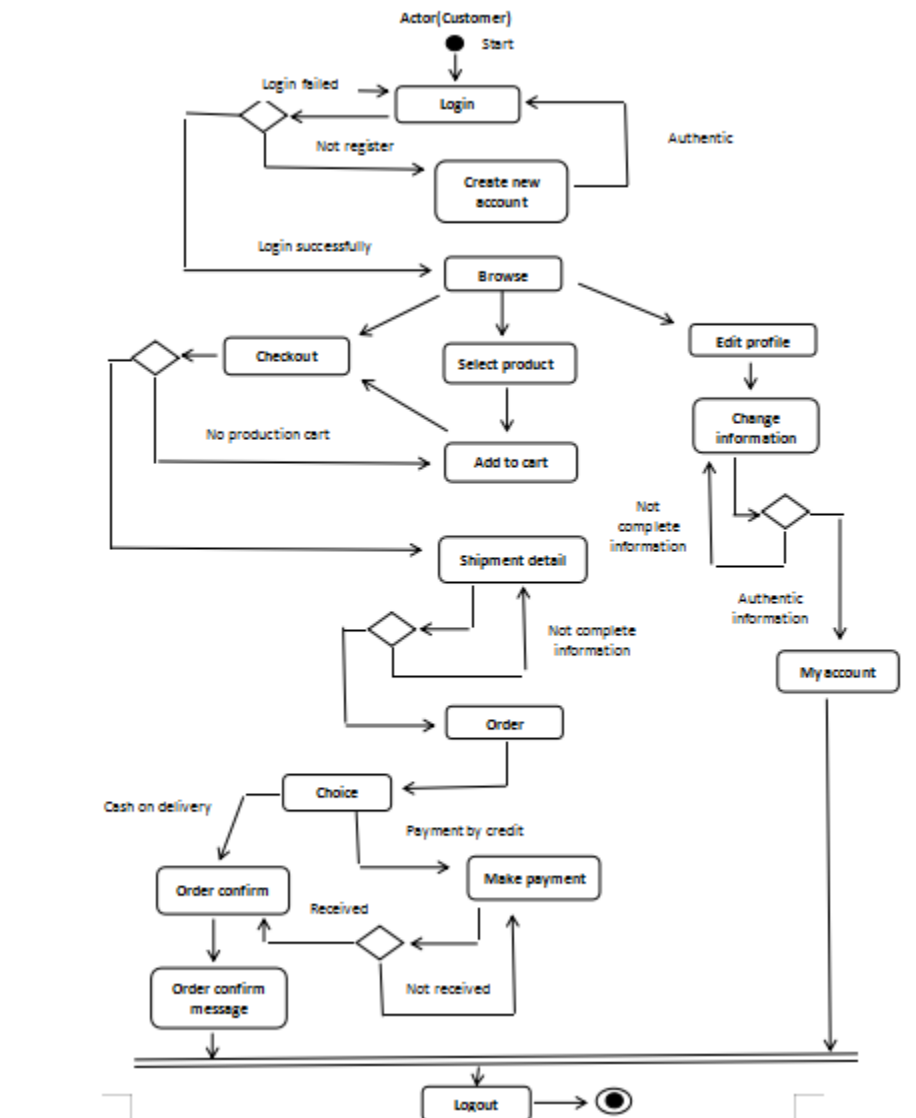 Actor(Customer)
Start
Login failed
Login
Authentic
Not register
Create new
account
Login successfully
Browse
Edit profile
Checkout
Select product
Change
information
No production cart
Add to cart
Not
complete
information
Shipment detail
Authentic
information
Not complete
information
My account
Order
Choice
Cash on delivery
Payment by credit
Make payment
Order confirm
Received
Order confirm
message
Not received
Logout